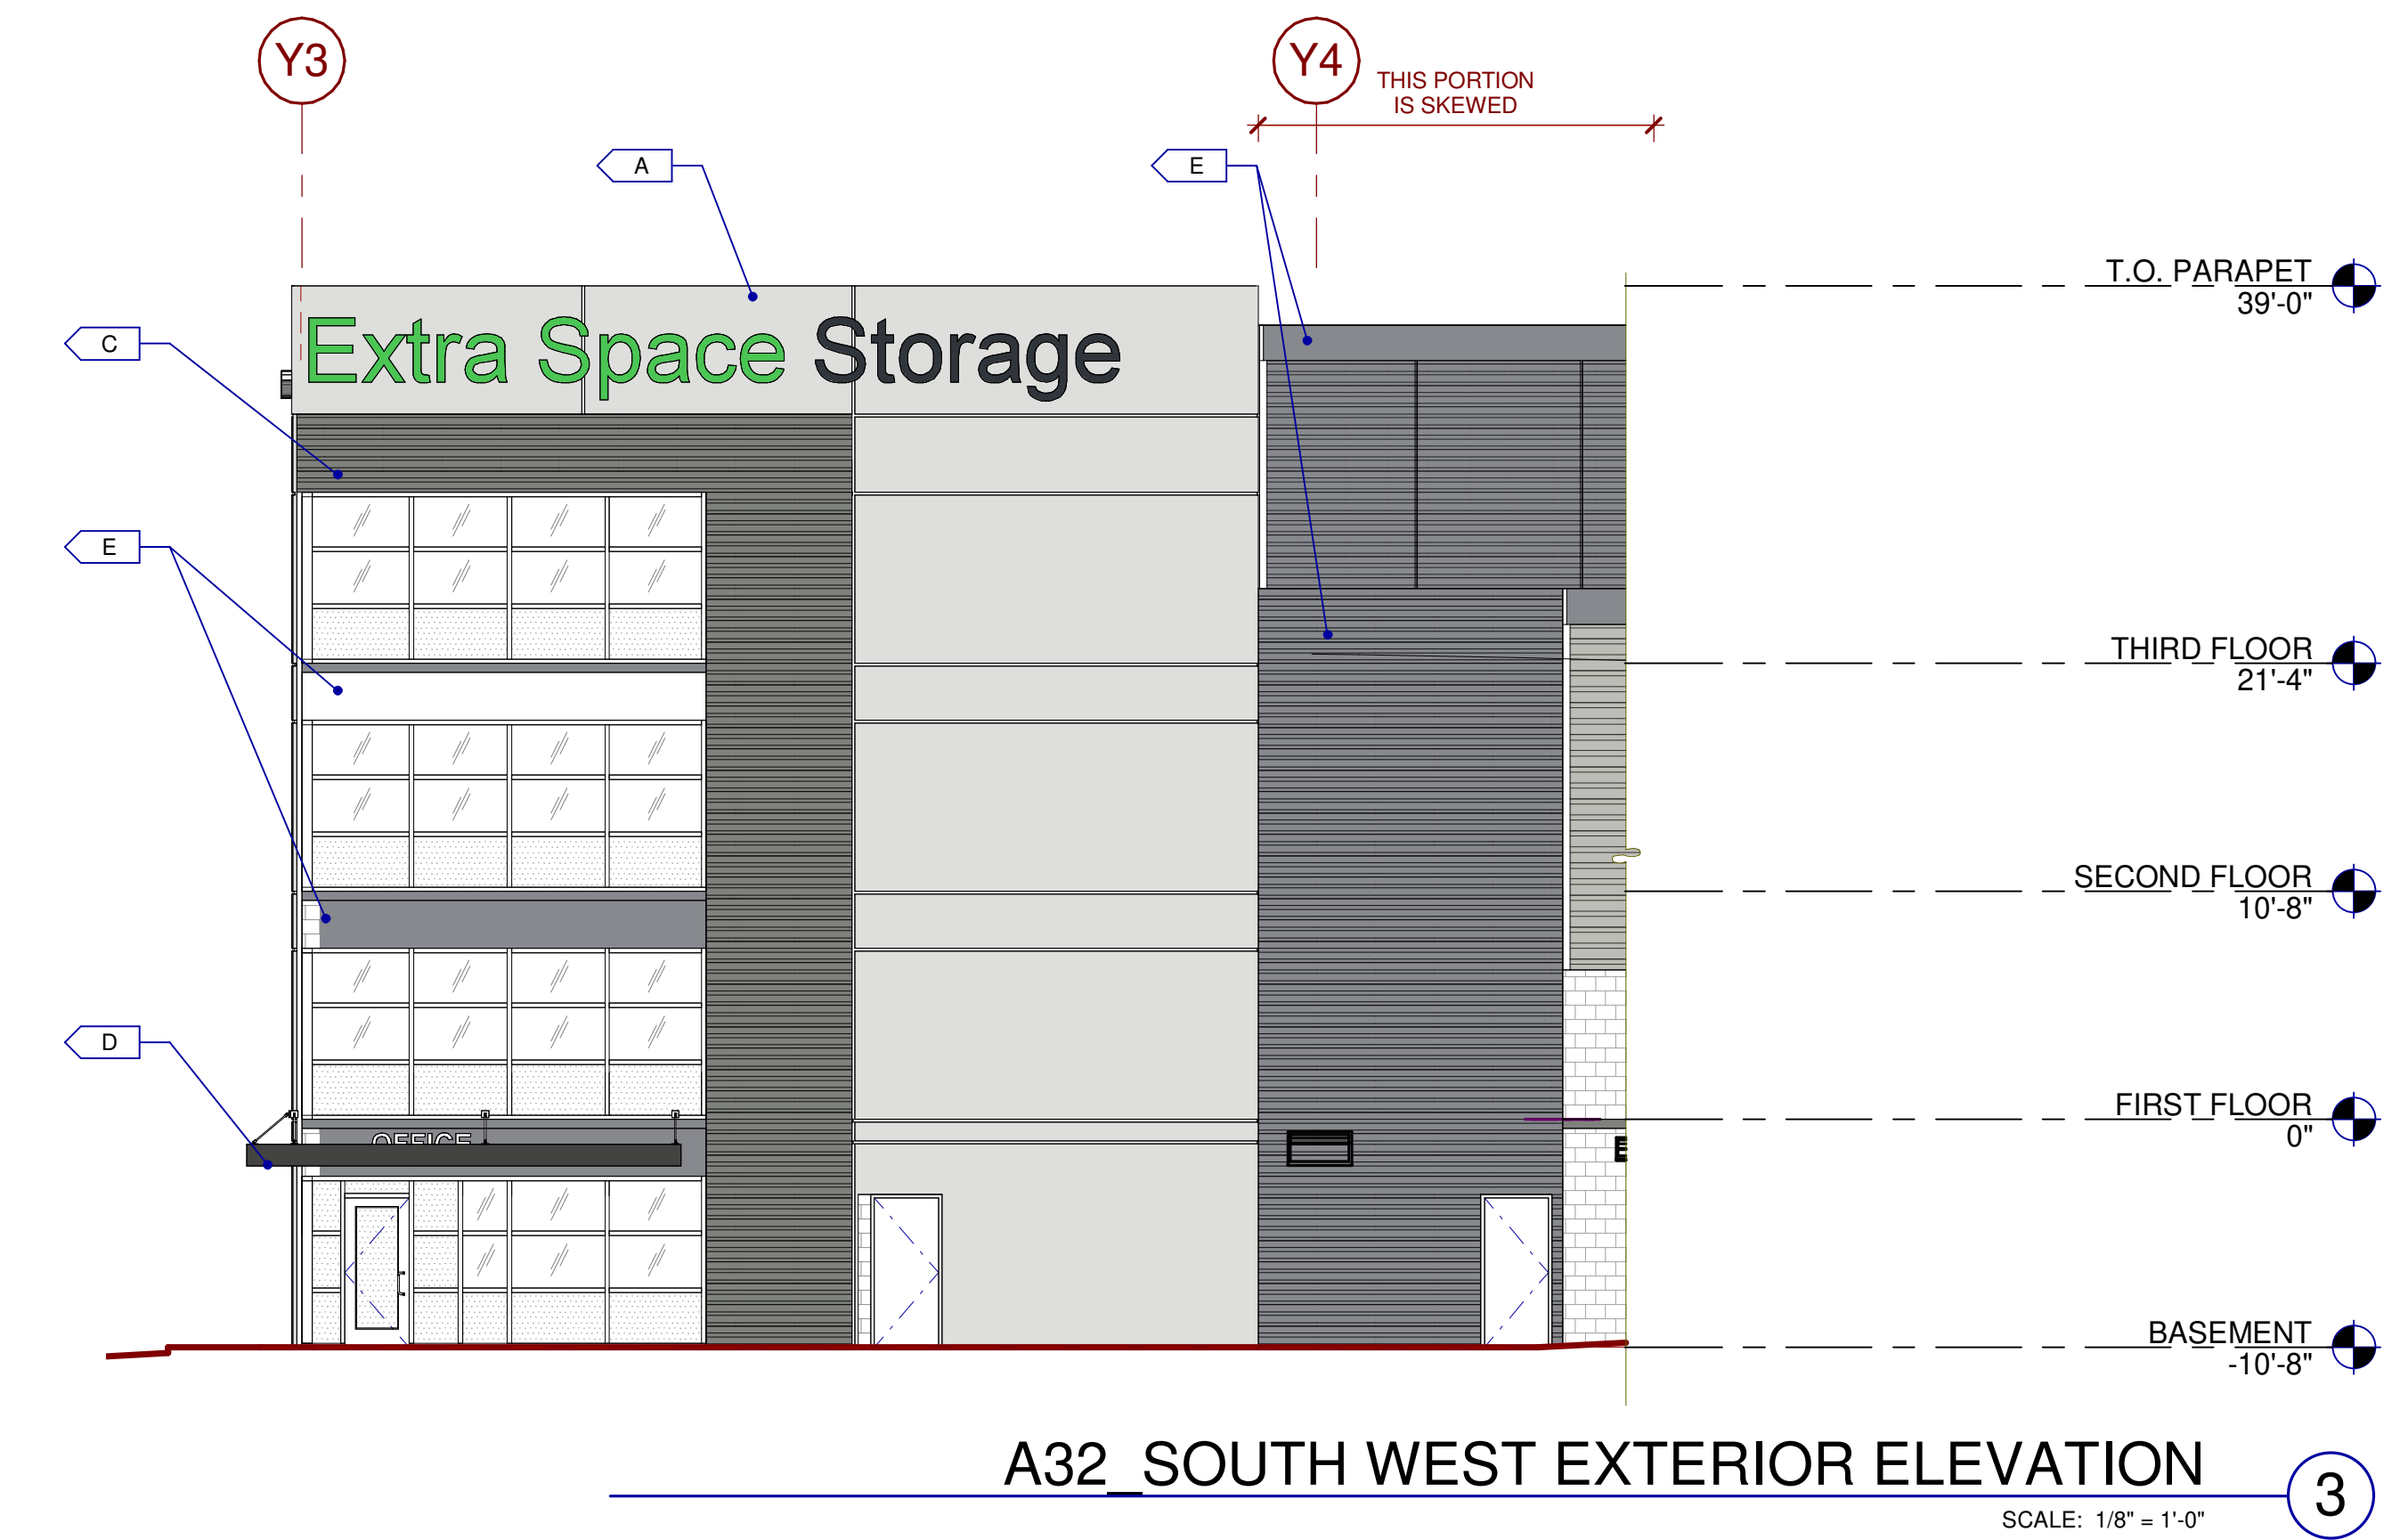 Y3
Y4
THIS PORTION
IS SKEWED
A
E
T.O. PARAPET
39'-0"
C
Extra Space Storage
E
THIRD FLOOR
21'-4"
SECOND FLOOR
10'-8"
D
FIRST FLOOR
0"
OFFICE
E
BASEMENT
-10'-8"
A32_SOUTH WEST EXTERIOR ELEVATION
3
SCALE: 1/8" = 1'-0"